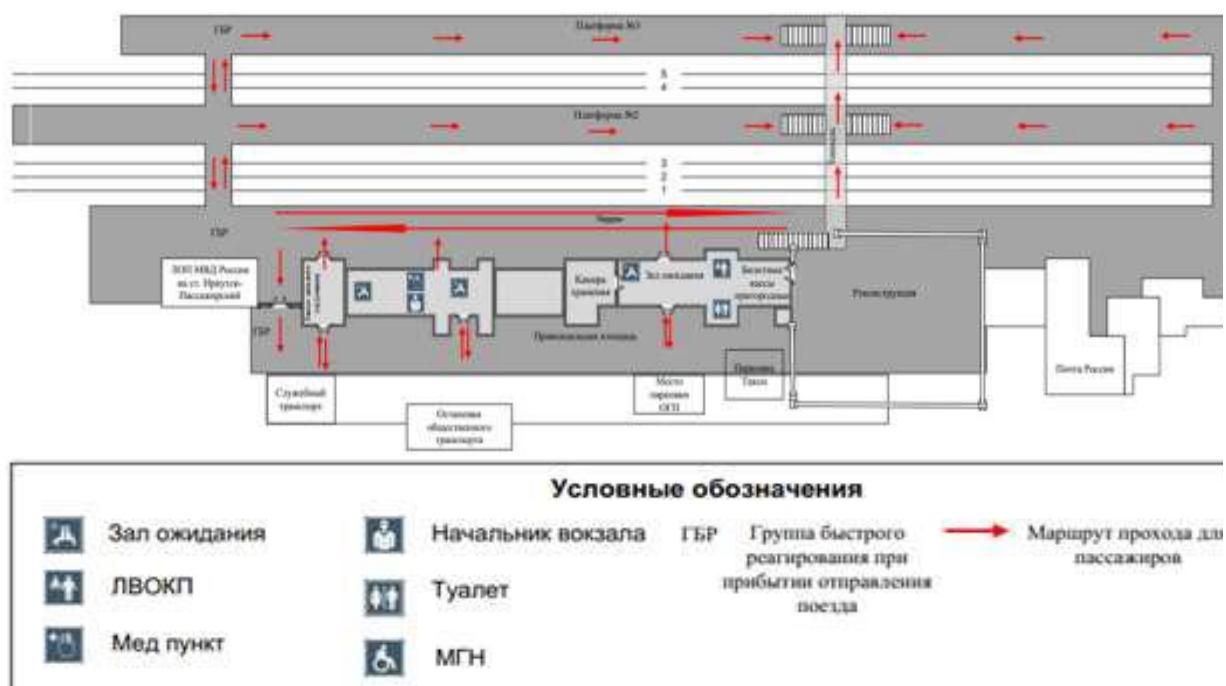 ГБР
Платформа №3
5
4
Платформа №2
3
2
1
Перрон
ГБР
ЛОП МВД России
на ст. Иркутск-
Пассажирский
Камера
хранения
Зал ожидания
Билетные
кассы
пригородные
Реконструкция
ГБР
Привокзальная площадь
Служебный
транспорт
Остановка
общественного
транспорта
Место
парковки
ОГП
Парковка
Такси
Почта России
Условные обозначения
Зал ожидания
ЛВОКП
Мед пункт
Начальник вокзала
Туалет
МГН
ГБР
Группа быстрого
реагирования при
прибытии отправления
поезда
Маршрут прохода для
пассажиров